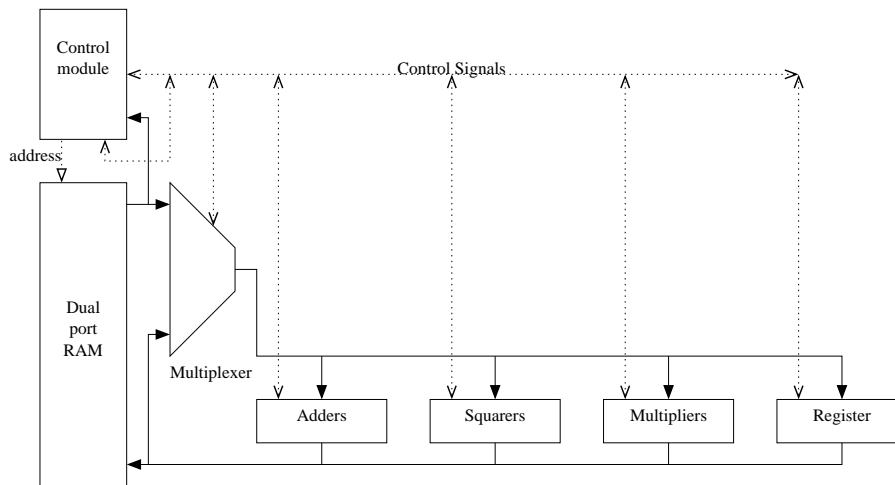 Control
module
Control Signals
address
Dual
port
RAM
Multiplexer
Adders
Squarers
Multipliers
Register